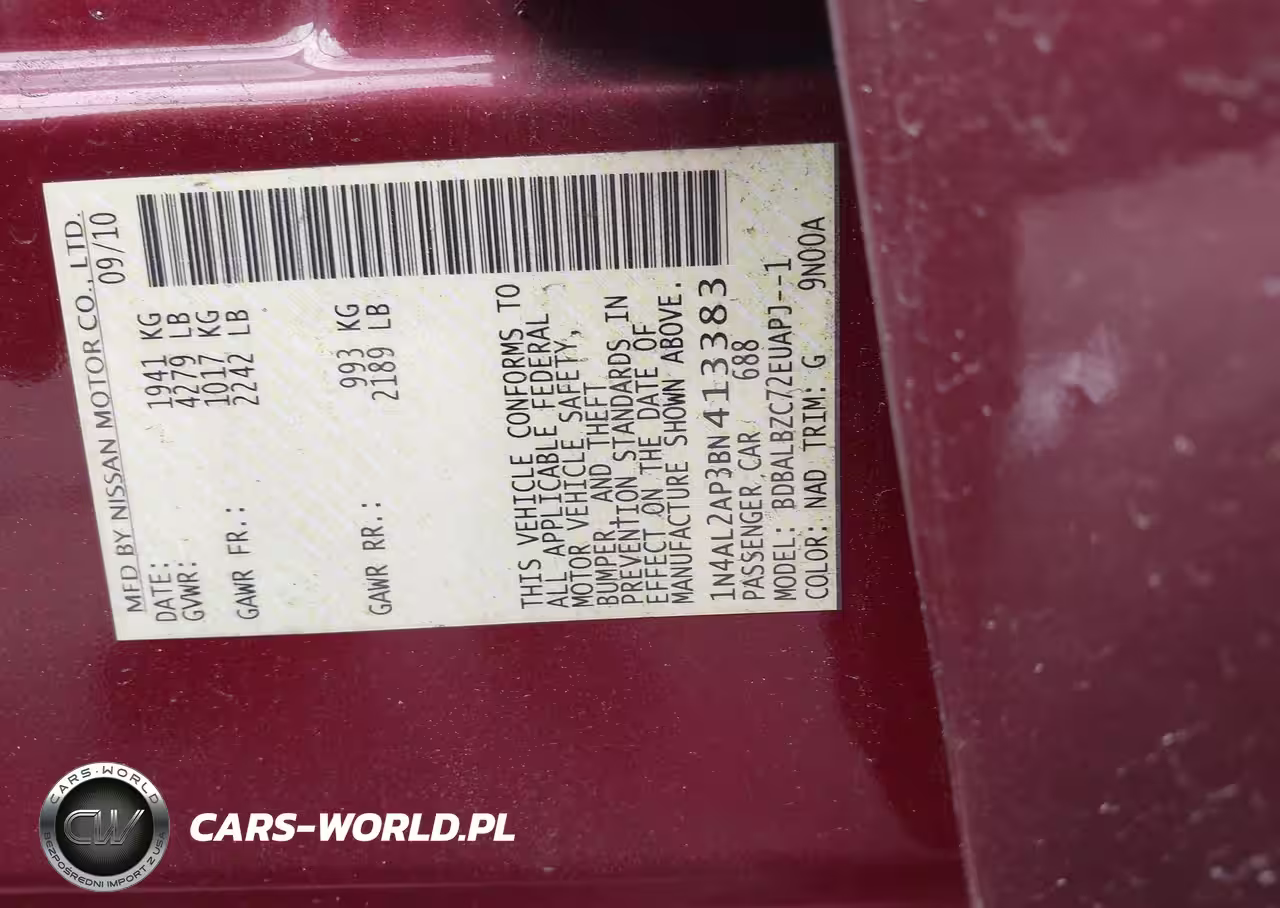 MFD BY NISSAN MOTOR CO., LTD.
DATE: 09/10
GVWR: 1941 KG
4279 LB
GAWR FR.: 1017 KG
2242 LB
GAWR RR.: 993 KG
2189 LB
THIS VEHICLE CONFORMS TO
ALL APPLICABLE FEDERAL
MOTOR VEHICLE SAFETY,
BUMPER, AND THEFT
PREVENTION STANDARDS IN
EFFECT ON THE DATE OF
MANUFACTURE SHOWN ABOVE.
1N4AL2AP3BN413383
PASSENGER CAR 688
MODEL: BDBALBZC72EUAPJ--1
COLOR: NAD TRIM: G 9N00A
CARS-WORLD
CW
BEZPOŚREDNI IMPORT Z USA
CARS-WORLD.PL